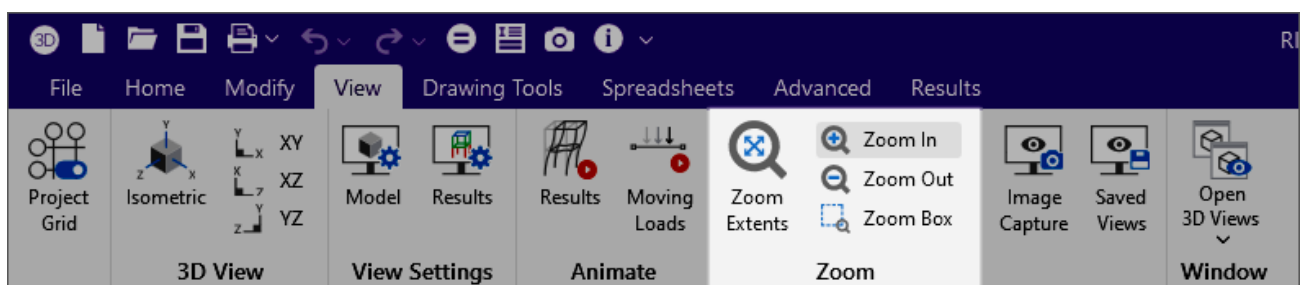 3D
RI
File Home Modify View Drawing Tools Spreadsheets Advanced Results
Project Grid
Y
Z X
Isometric
Y
X XY
X
Z XZ
Y
Z YZ
3D View
Model
Results
View Settings
Results
Moving Loads
Animate
Zoom Extents
Zoom In
Zoom Out
Zoom Box
Zoom
Image Capture
Saved Views
Open 3D Views
Window